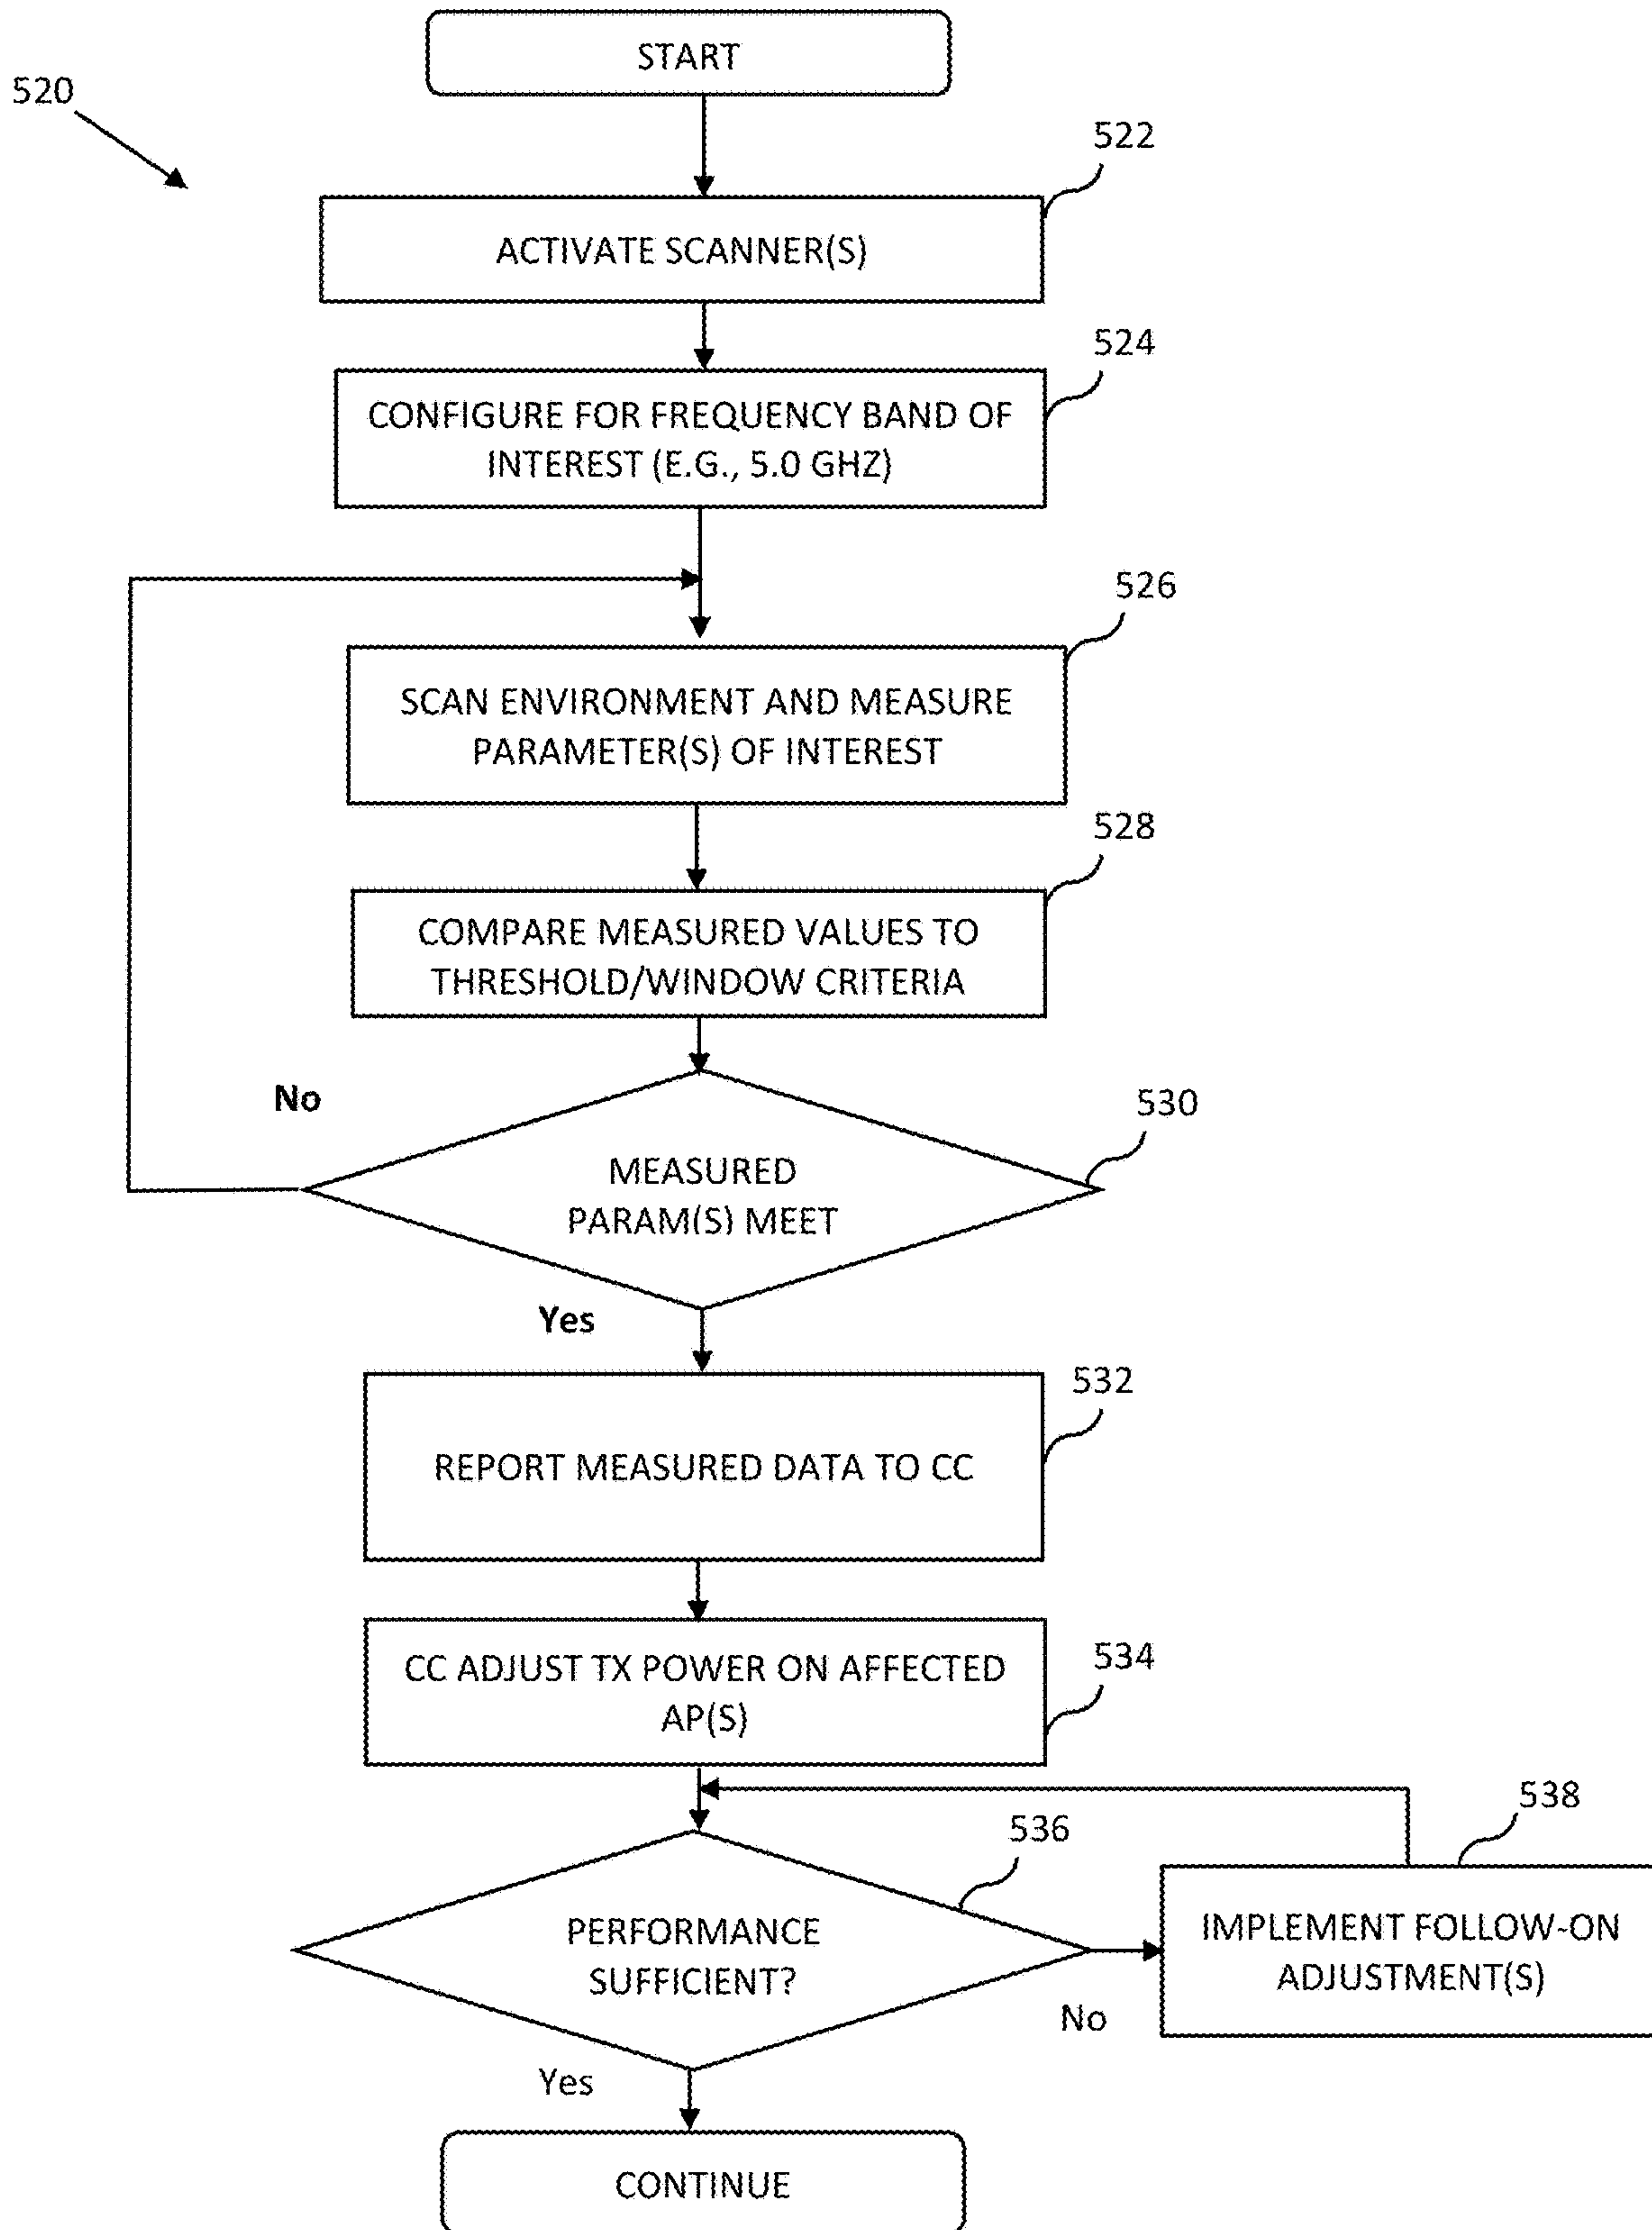 START
520
522
ACTIVATE SCANNER(S)
524
CONFIGURE FOR FREQUENCY BAND OF
INTEREST (E.G., 5.0 GHZ)
526
SCAN ENVIRONMENT AND MEASURE
PARAMETER(S) OF INTEREST
528
COMPARE MEASURED VALUES TO
THRESHOLD/WINDOW CRITERIA
No
530
MEASURED
PARAM(S) MEET
Yes
532
REPORT MEASURED DATA TO CC
534
CC ADJUST TX POWER ON AFFECTED
AP(S)
536
538
PERFORMANCE
SUFFICIENT?
IMPLEMENT FOLLOW-ON
ADJUSTMENT(S)
No
Yes
CONTINUE